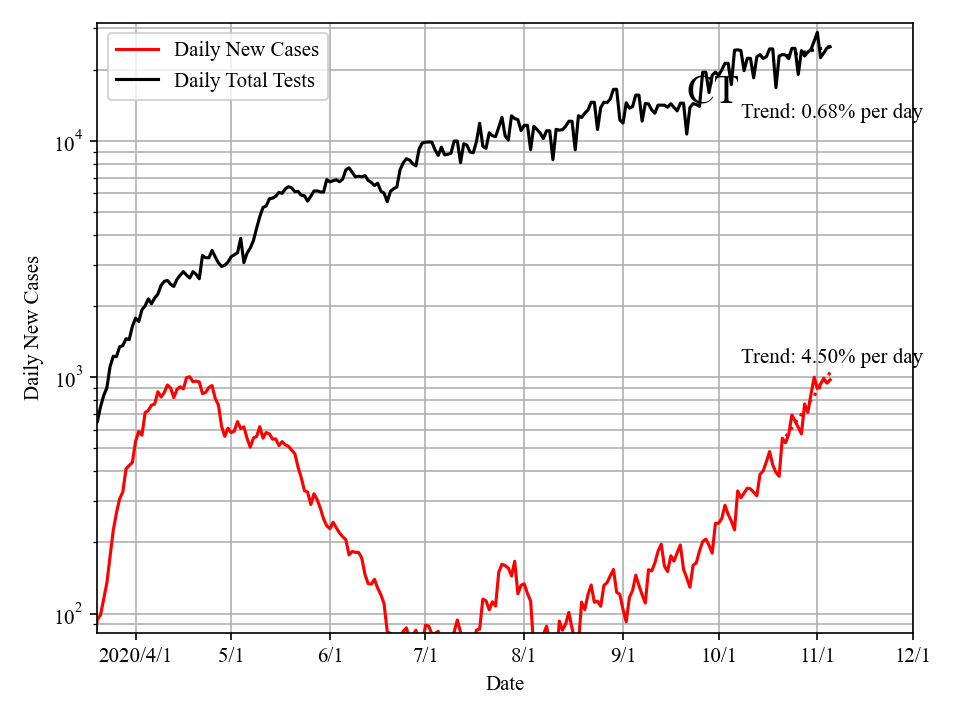 Daily New Cases
Daily Total Tests
CT
Trend: 0.68% per day
10^4
Trend: 4.50% per day
10^3
10^2
Daily New Cases
2020/4/1 5/1 6/1 7/1 8/1 9/1 10/1 11/1 12/1
Date